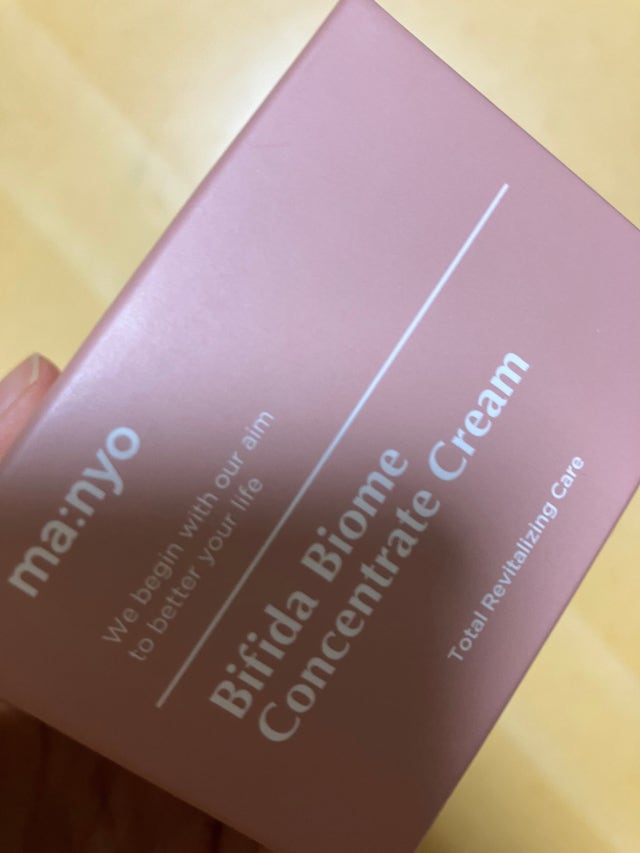 ma:nyo
We begin with our aim
to better your life
Bifida Biome
Concentrate Cream
Total Revitalizing Care